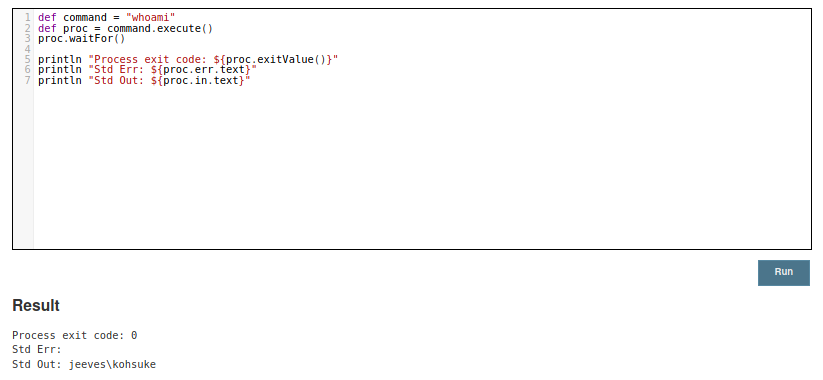 1 def command = "whoami"
2 def proc = command.execute()
3 proc.waitFor()
4
5 println "Process exit code: ${proc.exitValue()}"
6 println "Std Err: ${proc.err.text}"
7 println "Std Out: ${proc.in.text}"
Run
Result
Process exit code: 0
Std Err:
Std Out: jeeves\kohsuke